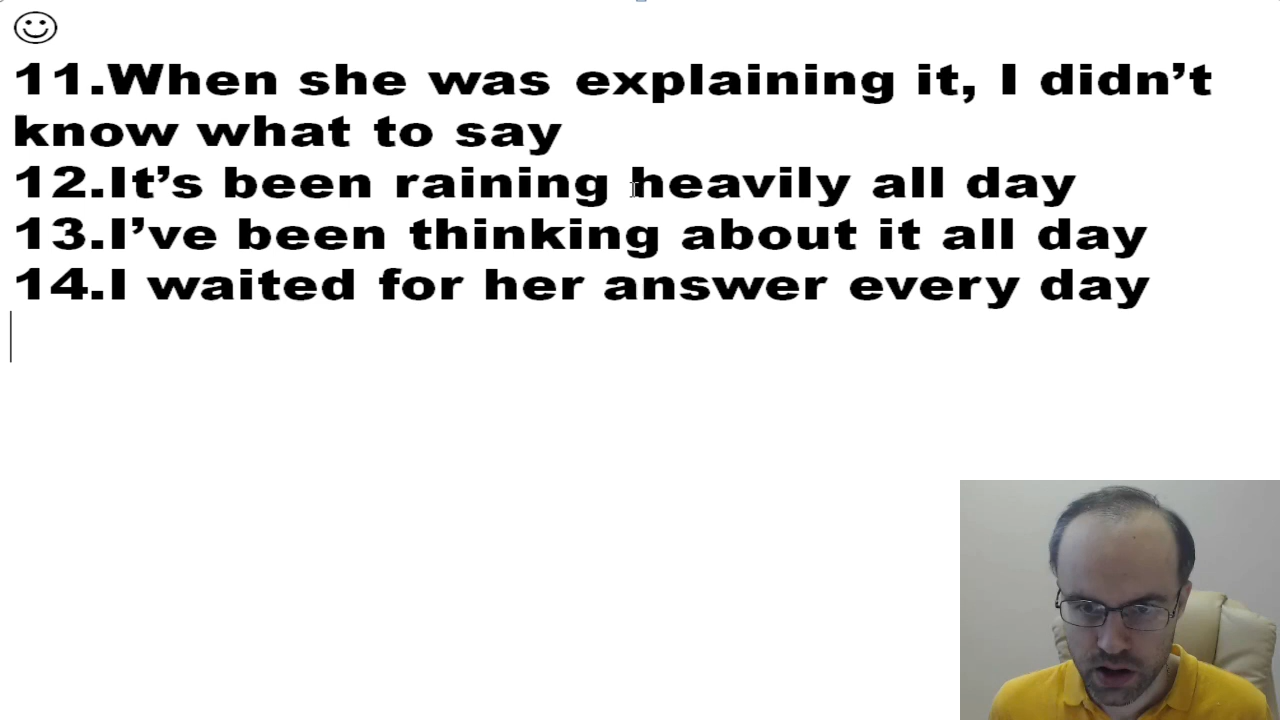 11.When she was explaining it, I didn’t
know what to say
12.It’s been raining heavily all day
13.I’ve been thinking about it all day
14.I waited for her answer every day